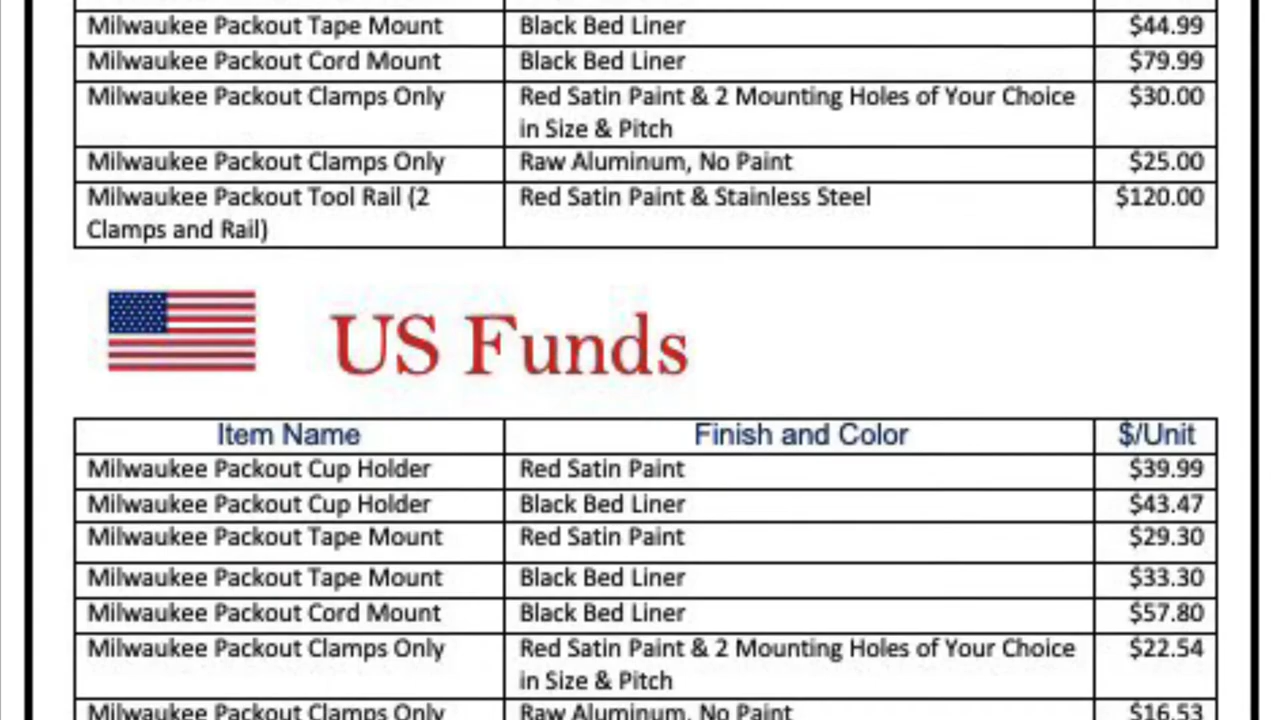 Milwaukee Packout Tape Mount Black Bed Liner $44.99
Milwaukee Packout Cord Mount Black Bed Liner $79.99
Milwaukee Packout Clamps Only Red Satin Paint & 2 Mounting Holes of Your Choice $30.00
in Size & Pitch
Milwaukee Packout Clamps Only Raw Aluminum, No Paint $25.00
Milwaukee Packout Tool Rail (2 Red Satin Paint & Stainless Steel $120.00
Clamps and Rail)
US Funds
Item Name Finish and Color $/Unit
Milwaukee Packout Cup Holder Red Satin Paint $39.99
Milwaukee Packout Cup Holder Black Bed Liner $43.47
Milwaukee Packout Tape Mount Red Satin Paint $29.30
Milwaukee Packout Tape Mount Black Bed Liner $33.30
Milwaukee Packout Cord Mount Black Bed Liner $57.80
Milwaukee Packout Clamps Only Red Satin Paint & 2 Mounting Holes of Your Choice $22.54
in Size & Pitch
Milwaukee Packout Clamps Only Raw Aluminum, No Paint $16.53